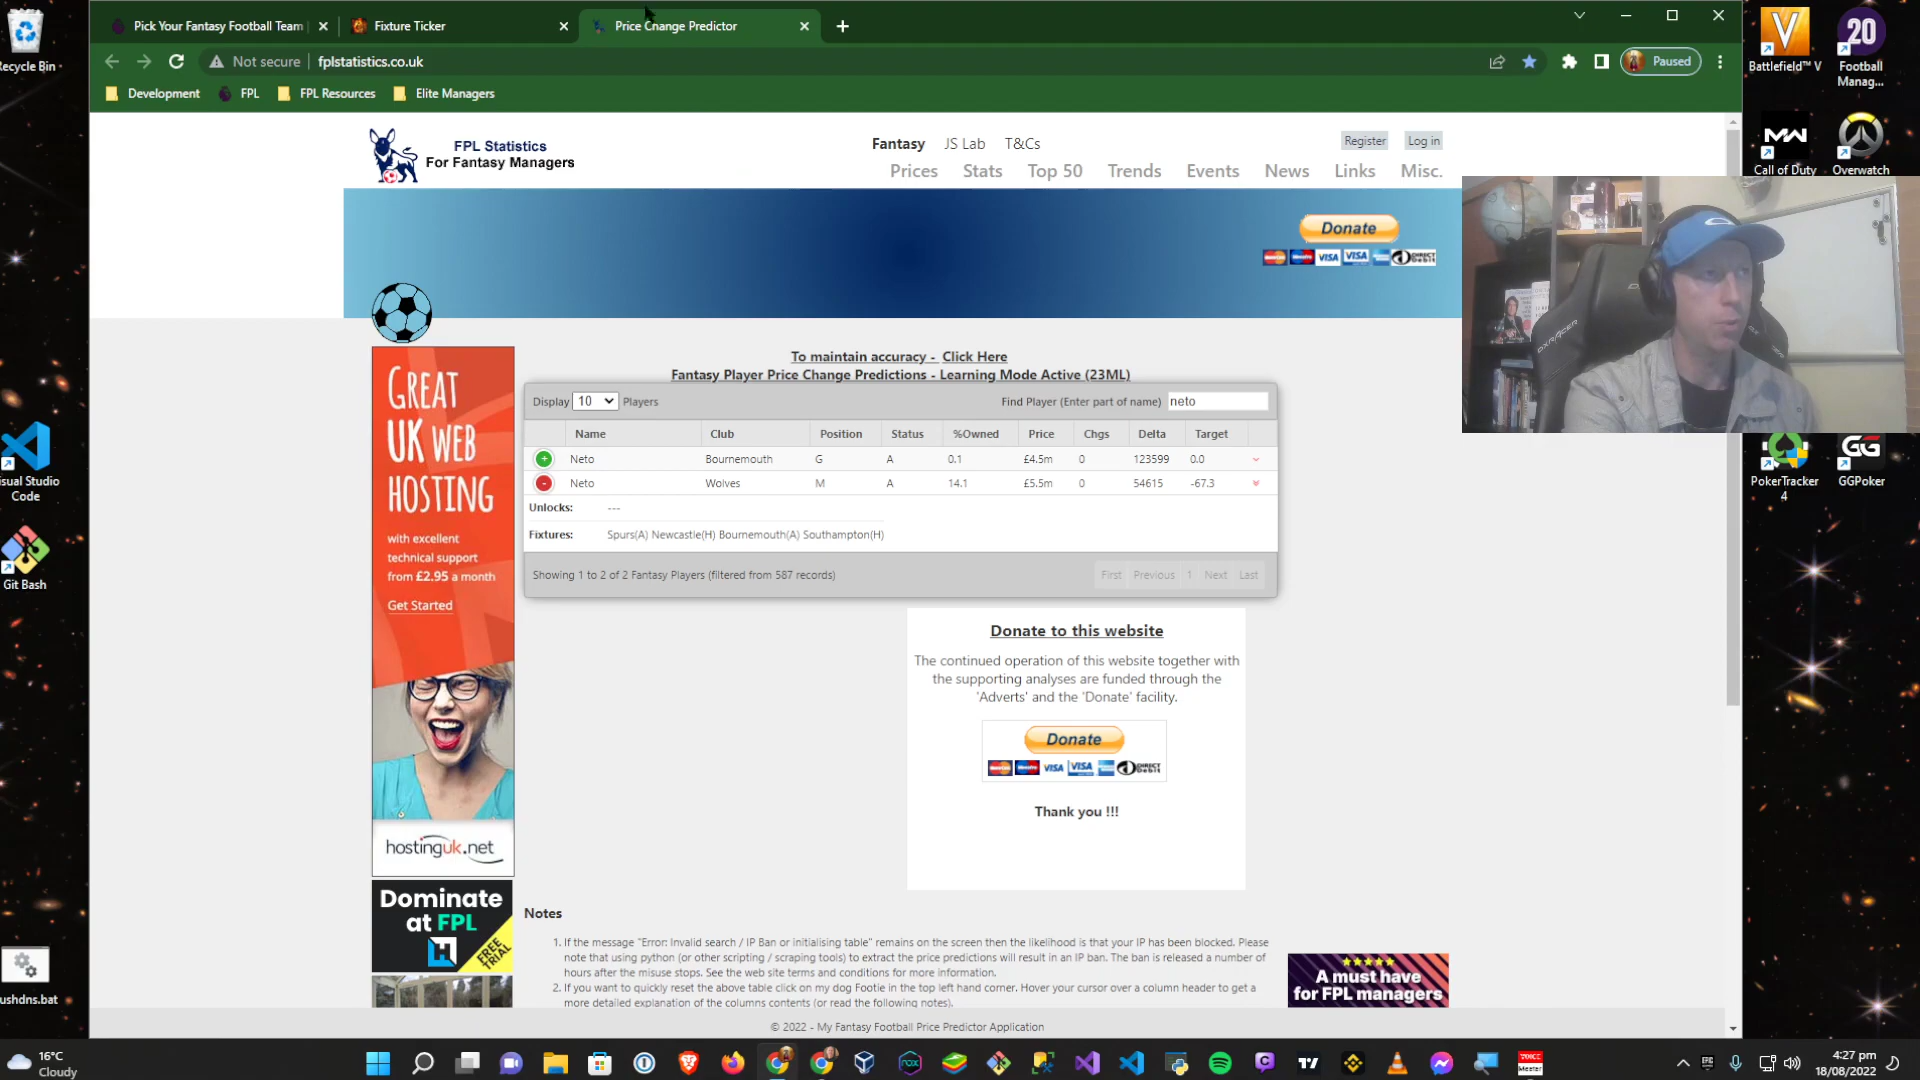 Pick Your Fantasy Football Team
Fixture Ticker
Price Change Predictor
Not secure
fplstatistics.co.uk
Paused
Development
FPL
FPL Resources
Elite Managers
Recycle Bin
Visual Studio
Code
Git Bash
ushdns.bat
Battlefield™ V
20
Football
Manag...
Call of Duty
Overwatch
PokerTracker
4
GGPoker
FPL Statistics
For Fantasy Managers
Fantasy
JS Lab
T&Cs
Register
Log in
Prices
Stats
Top 50
Trends
Events
News
Links
Misc.
Donate
VISA
VISA
DIRECT
Debit
To maintain accuracy - Click Here
Fantasy Player Price Change Predictions - Learning Mode Active (23ML)
Display 10 Players
Find Player (Enter part of name) neto
Name Club Position Status %Owned Price Chgs Delta Target
Neto Bournemouth G A 0.1 £4.5m 0 123599 0.0
Neto Wolves M A 14.1 £5.5m 0 54615 -67.3
Unlocks: ---
Fixtures: Spurs(A) Newcastle(H) Bournemouth(A) Southampton(H)
Showing 1 to 2 of 2 Fantasy Players (filtered from 587 records)
First Previous 1 Next Last
GREAT
UK WEB
HOSTING
with excellent
technical support
from £2.95 a month
Get Started
hostinguk.net
Dominate
at FPL
FREE
TRIAL
Donate to this website
The continued operation of this website together with
the supporting analyses are funded through the
'Adverts' and the 'Donate' facility.
Donate
VISA
VISA
DIRECT
Debit
Thank you !!!
Notes
1. If the message "Error: Invalid search / IP Ban or initialising table" remains on the screen then the likelihood is that your IP has been blocked. Please
note that using python (or other scripting / scraping tools) to extract the price predictions will result in an IP ban. The ban is released a number of
hours after the misuse stops. See the web site terms and conditions for more information.
2. If you want to quickly reset the above table click on my dog Footie in the top left hand corner. Hover your cursor over a column header to get a
more detailed explanation of the columns contents (or read the following notes).
A must have
for FPL managers
© 2022 - My Fantasy Football Price Predictor Application
16°C
Cloudy
4:27 pm
18/08/2022